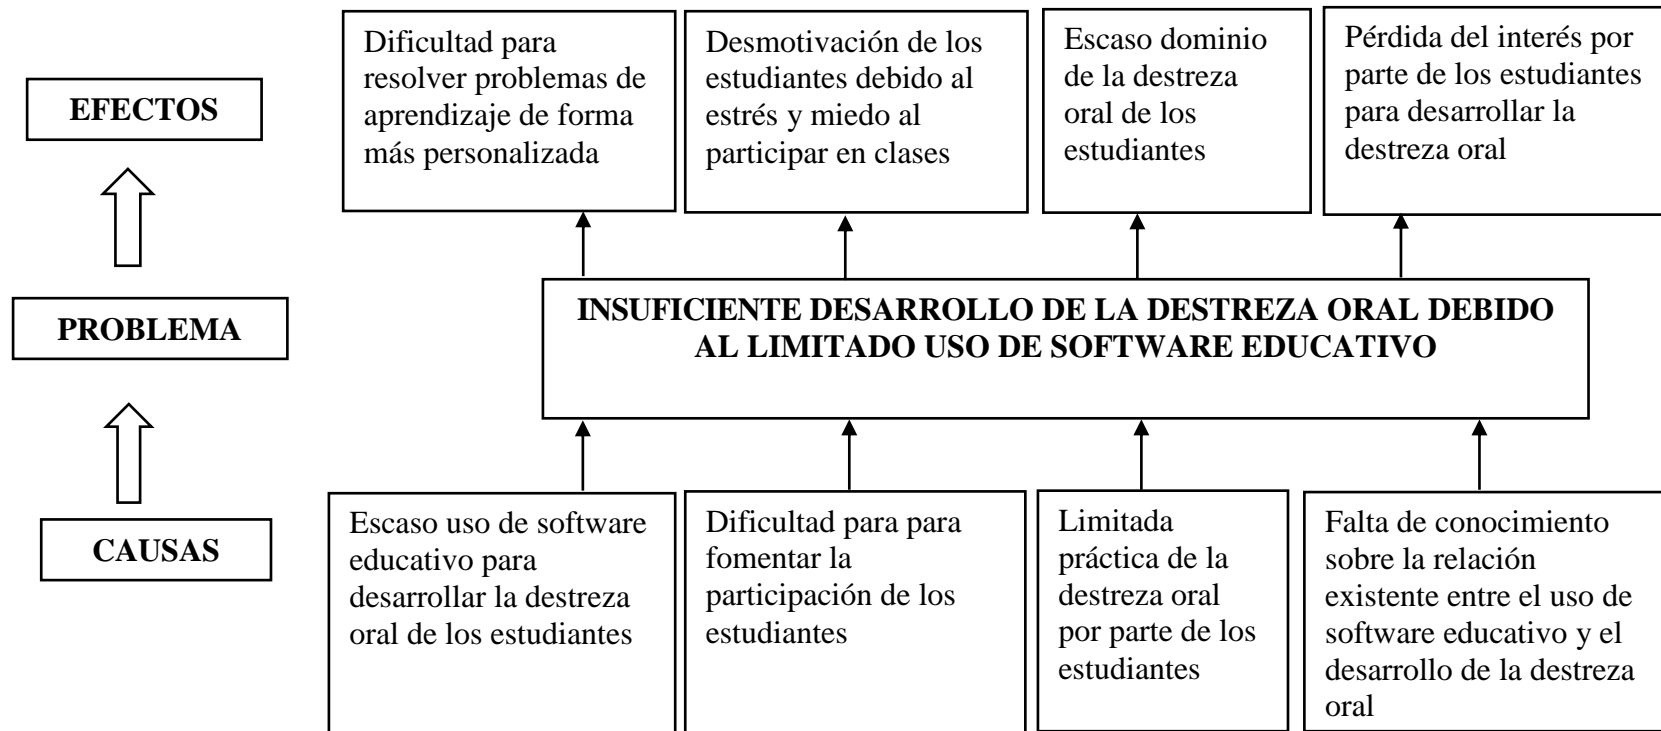 EFECTOS
Dificultad para
resolver problemas de
aprendizaje de forma
más personalizada
Desmotivación de los
estudiantes debido al
estrés y miedo al
participar en clases
Escaso dominio
de la destreza
oral de los
estudiantes
Pérdida del interés por
parte de los estudiantes
para desarrollar la
destreza oral
PROBLEMA
INSUFICIENTE DESARROLLO DE LA DESTREZA ORAL DEBIDO
AL LIMITADO USO DE SOFTWARE EDUCATIVO
CAUSAS
Escaso uso de software
educativo para
desarrollar la destreza
oral de los estudiantes
Dificultad para para
fomentar la
participación de los
estudiantes
Limitada
práctica de la
destreza oral
por parte de los
estudiantes
Falta de conocimiento
sobre la relación
existente entre el uso de
software educativo y el
desarrollo de la destreza
oral